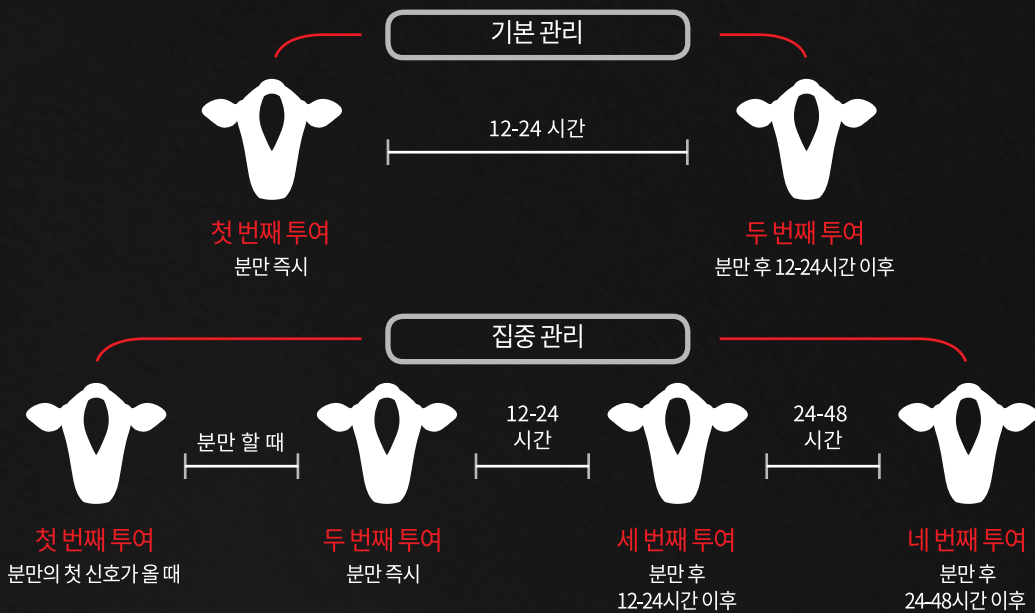 기본 관리
12-24 시간
첫 번째 투여
분만 즉시
두 번째 투여
분만 후 12-24시간 이후
집중 관리
분만 할 때
12-24
시간
24-48
시간
첫 번째 투여
분만의 첫 신호가 올 때
두 번째 투여
분만 즉시
세 번째 투여
분만 후
12-24시간 이후
네 번째 투여
분만 후
24-48시간 이후